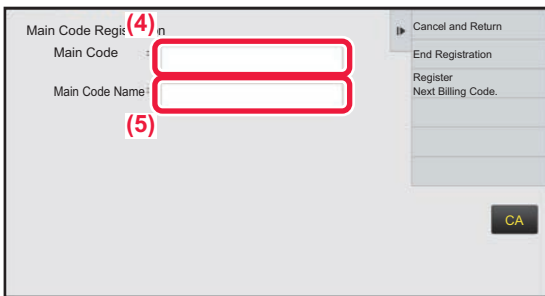 (4)
Main Code Registration
Main Code :
Main Code Name :
(5)
Cancel and Return
End Registration
Register
Next Billing Code.
CA